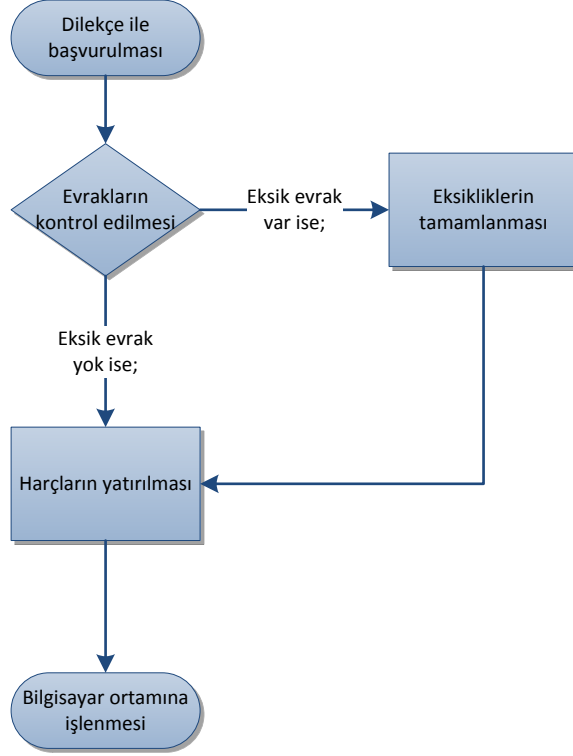 Dilekçe ile
başvurulması
Evrakların
kontrol edilmesi
Eksik evrak
var ise;
Eksikliklerin
tamamlanması
Eksik evrak
yok ise;
Harçların yatırılması
Bilgisayar ortamına
işlenmesi